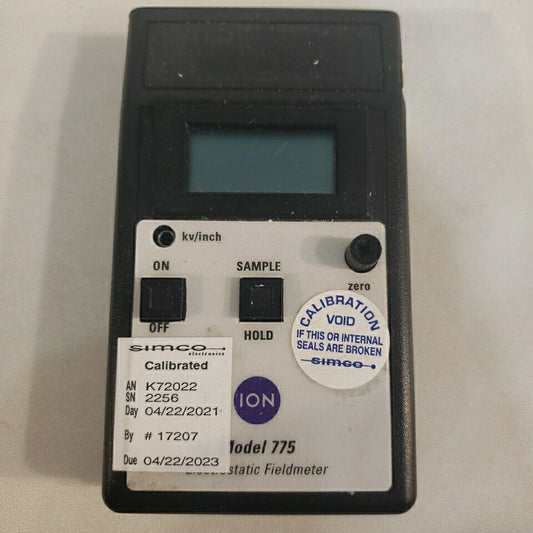 kv/inch
zero
ON
OFF
SAMPLE
HOLD
CALIBRATION
VOID
IF THIS OR INTERNAL
SEALS ARE BROKEN
SIMCO
SIMCO
electronics
Calibrated
AN K72022
SN 2256
Day 04/22/2021
By # 17207
Due 04/22/2023
ION
Model 775
Fieldmeter